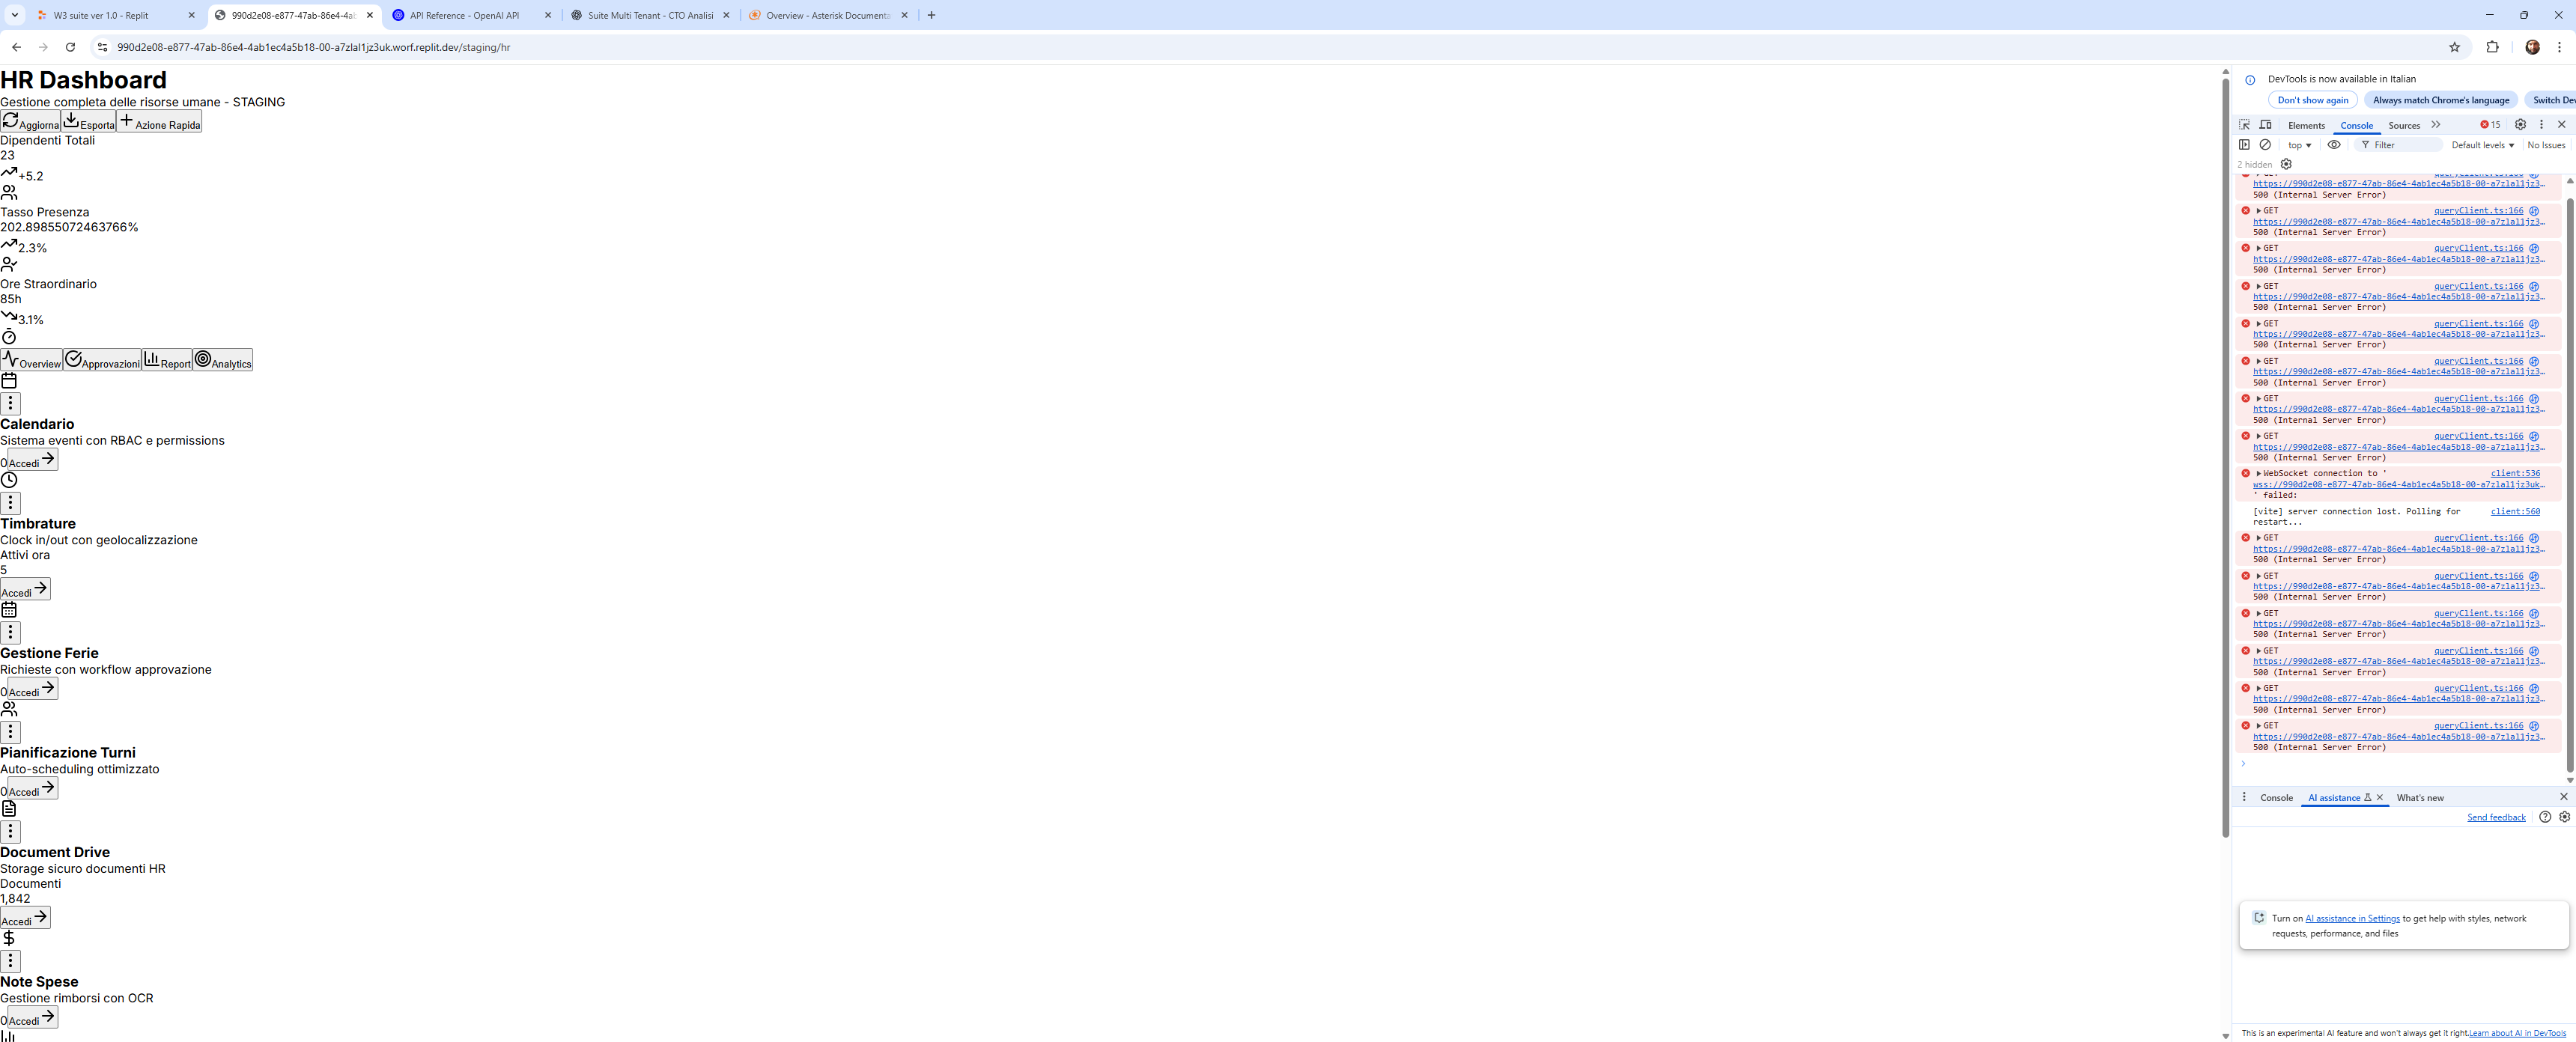 W3 suite ver 1.0 - Replit
990d2e08-e877-47ab-86e4-4ab
API Reference - OpenAI API
Suite Multi Tenant - CTO Analisi
Overview - Asterisk Documenta
990d2e08-e877-47ab-86e4-4ab1ec4a5b18-00-a7zlal1jz3uk.worf.replit.dev/staging/hr
HR Dashboard
Gestione completa delle risorse umane - STAGING
Aggiorna Esporta Azione Rapida
Dipendenti Totali
23
+5.2
Tasso Presenza
202.89855072463766%
2.3%
Ore Straordinario
85h
3.1%
Overview Approvazioni Report Analytics
Calendario
Sistema eventi con RBAC e permissions
0 Accedi
Timbrature
Clock in/out con geolocalizzazione
Attivi ora
5
Accedi
Gestione Ferie
Richieste con workflow approvazione
0 Accedi
Pianificazione Turni
Auto-scheduling ottimizzato
0 Accedi
Document Drive
Storage sicuro documenti HR
Documenti
1,842
Accedi
Note Spese
Gestione rimborsi con OCR
0 Accedi
DevTools is now available in Italian
Don't show again Always match Chrome's language Switch Dev
Elements Console Sources 15
top Filter Default levels No Issues
2 hidden
https://990d2e08-e877-47ab-86e4-4ab1ec4a5b18-00-a7zlal1jz3…
500 (Internal Server Error)
GET queryClient.ts:166
https://990d2e08-e877-47ab-86e4-4ab1ec4a5b18-00-a7zlal1jz3…
500 (Internal Server Error)
GET queryClient.ts:166
https://990d2e08-e877-47ab-86e4-4ab1ec4a5b18-00-a7zlal1jz3…
500 (Internal Server Error)
GET queryClient.ts:166
https://990d2e08-e877-47ab-86e4-4ab1ec4a5b18-00-a7zlal1jz3…
500 (Internal Server Error)
GET queryClient.ts:166
https://990d2e08-e877-47ab-86e4-4ab1ec4a5b18-00-a7zlal1jz3…
500 (Internal Server Error)
GET queryClient.ts:166
https://990d2e08-e877-47ab-86e4-4ab1ec4a5b18-00-a7zlal1jz3…
500 (Internal Server Error)
GET queryClient.ts:166
https://990d2e08-e877-47ab-86e4-4ab1ec4a5b18-00-a7zlal1jz3…
500 (Internal Server Error)
GET queryClient.ts:166
https://990d2e08-e877-47ab-86e4-4ab1ec4a5b18-00-a7zlal1jz3…
500 (Internal Server Error)
WebSocket connection to ' client:536
wss://990d2e08-e877-47ab-86e4-4ab1ec4a5b18-00-a7zlal1jz3uk…
' failed:
[vite] server connection lost. Polling for client:560
restart...
GET queryClient.ts:166
https://990d2e08-e877-47ab-86e4-4ab1ec4a5b18-00-a7zlal1jz3…
500 (Internal Server Error)
GET queryClient.ts:166
https://990d2e08-e877-47ab-86e4-4ab1ec4a5b18-00-a7zlal1jz3…
500 (Internal Server Error)
GET queryClient.ts:166
https://990d2e08-e877-47ab-86e4-4ab1ec4a5b18-00-a7zlal1jz3…
500 (Internal Server Error)
GET queryClient.ts:166
https://990d2e08-e877-47ab-86e4-4ab1ec4a5b18-00-a7zlal1jz3…
500 (Internal Server Error)
GET queryClient.ts:166
https://990d2e08-e877-47ab-86e4-4ab1ec4a5b18-00-a7zlal1jz3…
500 (Internal Server Error)
GET queryClient.ts:166
https://990d2e08-e877-47ab-86e4-4ab1ec4a5b18-00-a7zlal1jz3…
500 (Internal Server Error)
Console AI assistance What's new
Send feedback
Turn on AI assistance in Settings to get help with styles, network
requests, performance, and files
This is an experimental AI feature and won't always get it right. Learn about AI in DevTools